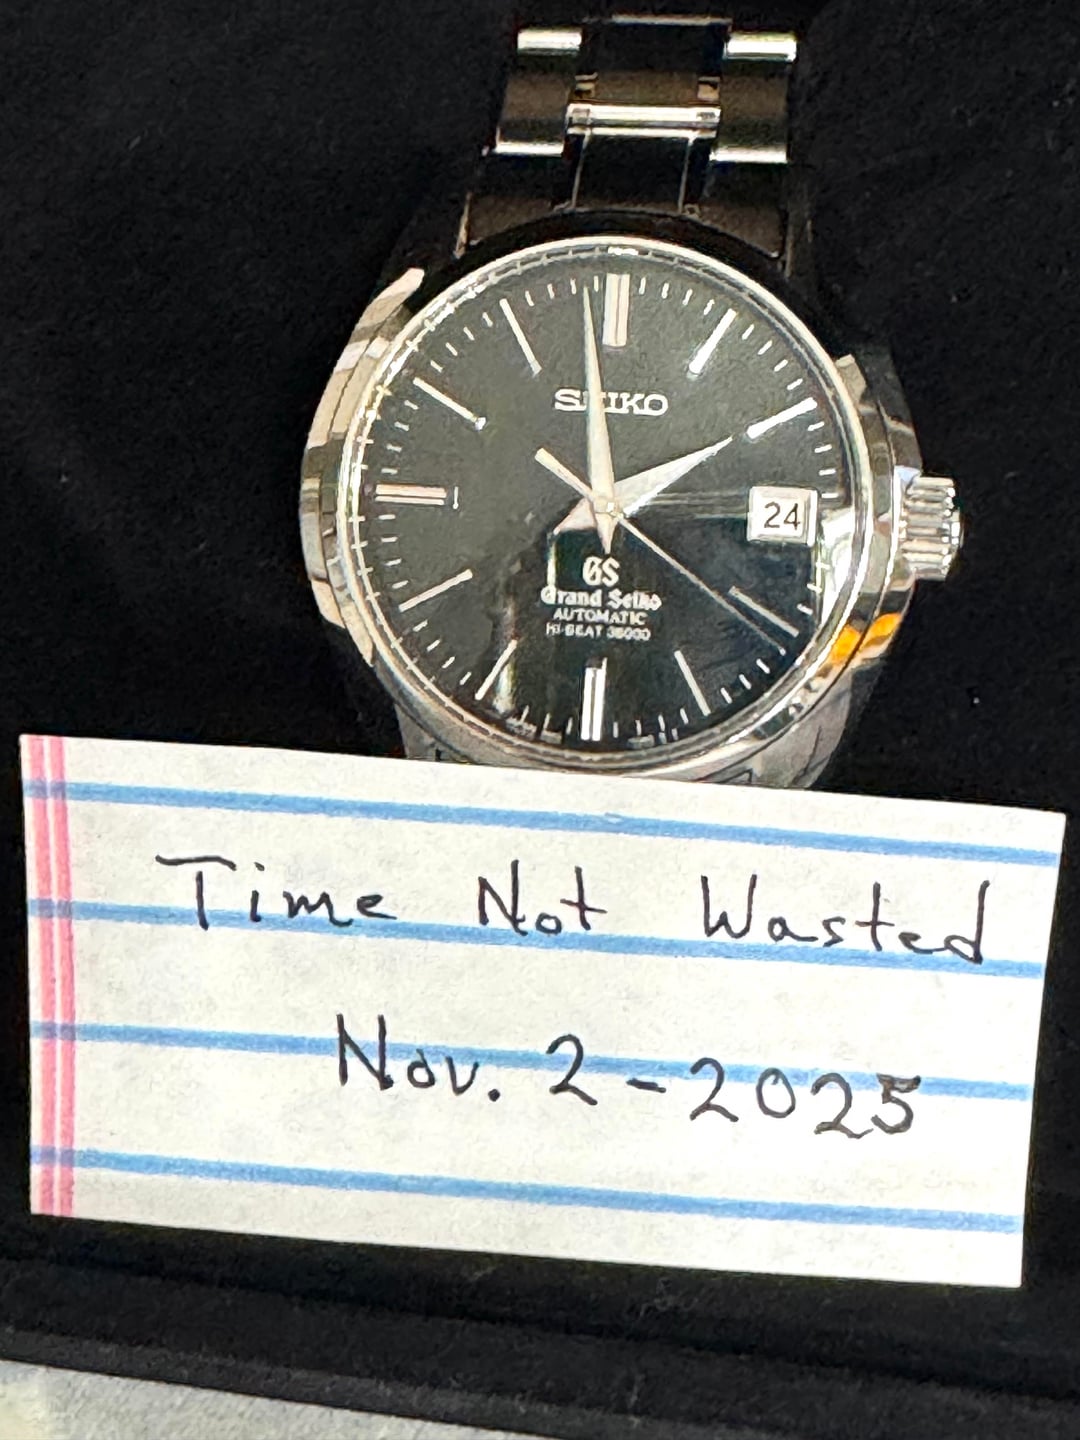 SEIKO
24
GS
Grand Seiko
AUTOMATIC
HI-BEAT 36000
Time Not Wasted
Nov. 2-2025